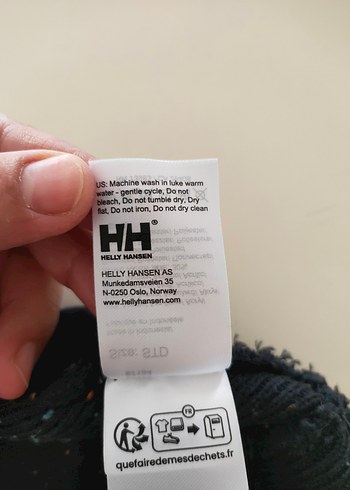 US: Machine wash in luke warm
water - gentle cycle, Do not
bleach, Do not tumble dry, Dry
flat, Do not iron, Do not dry clean
HH®
HELLY HANSEN
HELLY HANSEN AS
Munkedamsveien 35
N-0250 Oslo, Norway
www.hellyhansen.com
Size: STD
FR
quefairedemesdechets.fr